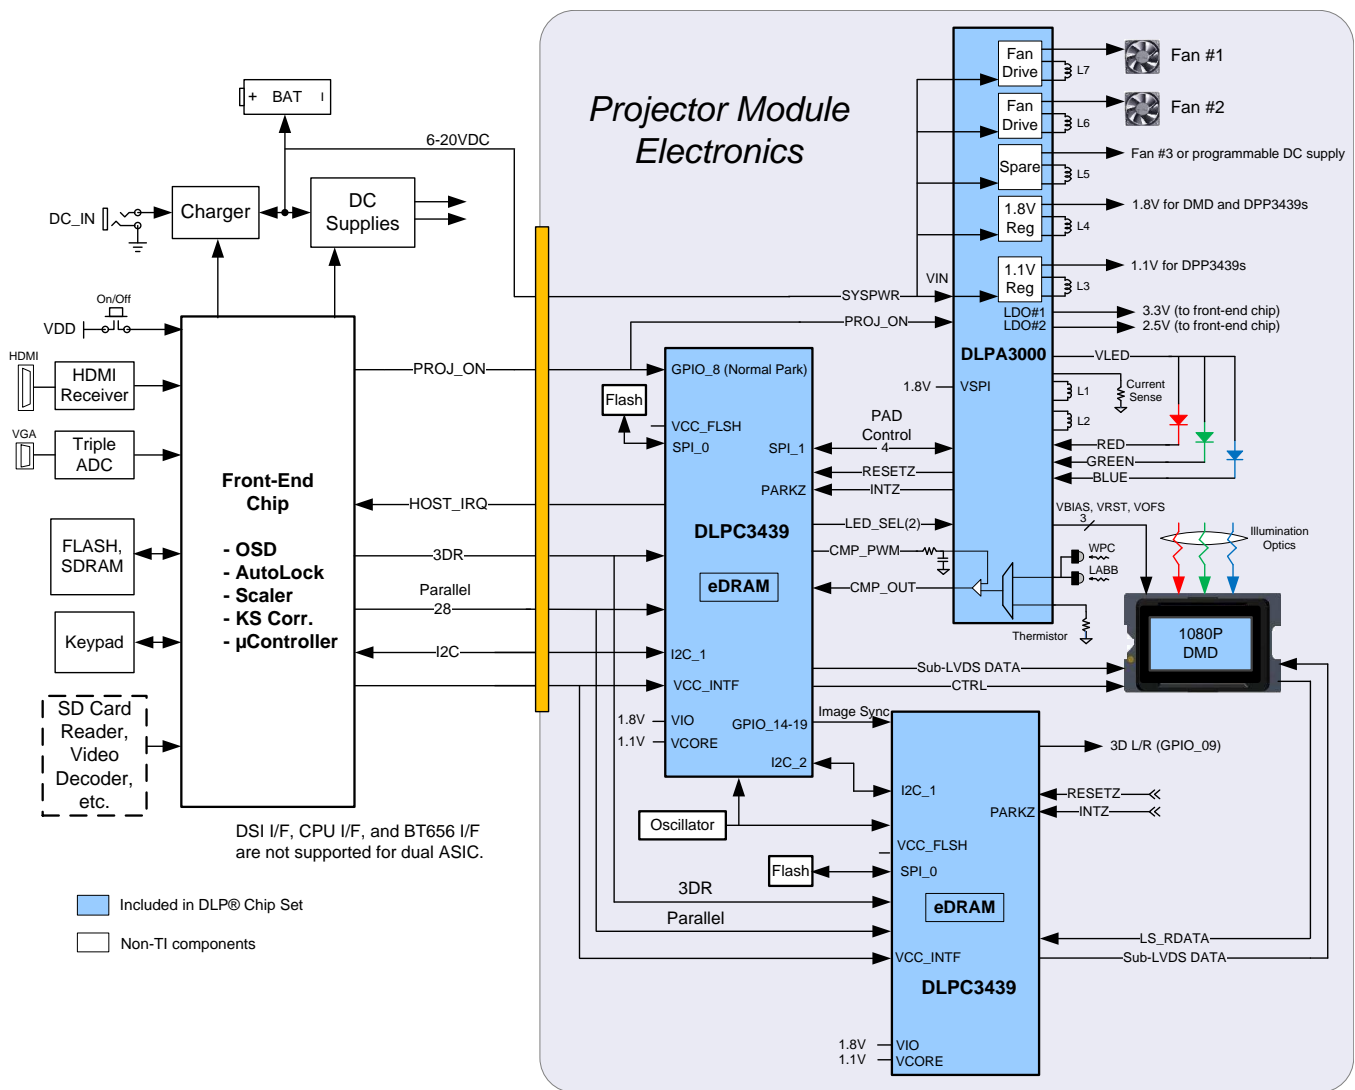 Projector Module
Electronics
+ BAT I
6-20VDC
DC_IN
Charger
DC
Supplies
On/Off
VDD
HDMI
HDMI
Receiver
VGA
Triple
ADC
FLASH,
SDRAM
Keypad
SD Card
Reader,
Video
Decoder,
etc.
Front-End
Chip
- OSD
- AutoLock
- Scaler
- KS Corr.
- µController
DSI I/F, CPU I/F, and BT656 I/F
are not supported for dual ASIC.
Included in DLP® Chip Set
Non-TI components
PROJ_ON
HOST_IRQ
3DR
Parallel
28
I2C
SYSPWR
PROJ_ON
VIN
Fan
Drive
L7
Fan #1
Fan
Drive
L6
Fan #2
Spare
L5
Fan #3 or programmable DC supply
1.8V
Reg
L4
1.8V for DMD and DPP3439s
1.1V
Reg
L3
1.1V for DPP3439s
LDO#1
3.3V (to front-end chip)
LDO#2
2.5V (to front-end chip)
DLPA3000
VLED
1.8V
VSPI
Current
Sense
L1
L2
RED
GREEN
BLUE
VBIAS, VRST, VOFS
3
Illumination
Optics
WPC
LABB
Thermistor
1080P
DMD
GPIO_8 (Normal Park)
Flash
VCC_FLSH
SPI_0
PAD
Control
SPI_1
4
RESETZ
PARKZ
INTZ
DLPC3439
LED_SEL(2)
CMP_PWM
eDRAM
CMP_OUT
I2C_1
VCC_INTF
Sub-LVDS DATA
CTRL
1.8V
VIO
GPIO_14-19
Image Sync
1.1V
VCORE
I2C_2
Oscillator
I2C_1
3D L/R (GPIO_09)
RESETZ
PARKZ
INTZ
VCC_FLSH
Flash
SPI_0
3DR
eDRAM
Parallel
LS_RDATA
VCC_INTF
Sub-LVDS DATA
DLPC3439
1.8V
VIO
1.1V
VCORE